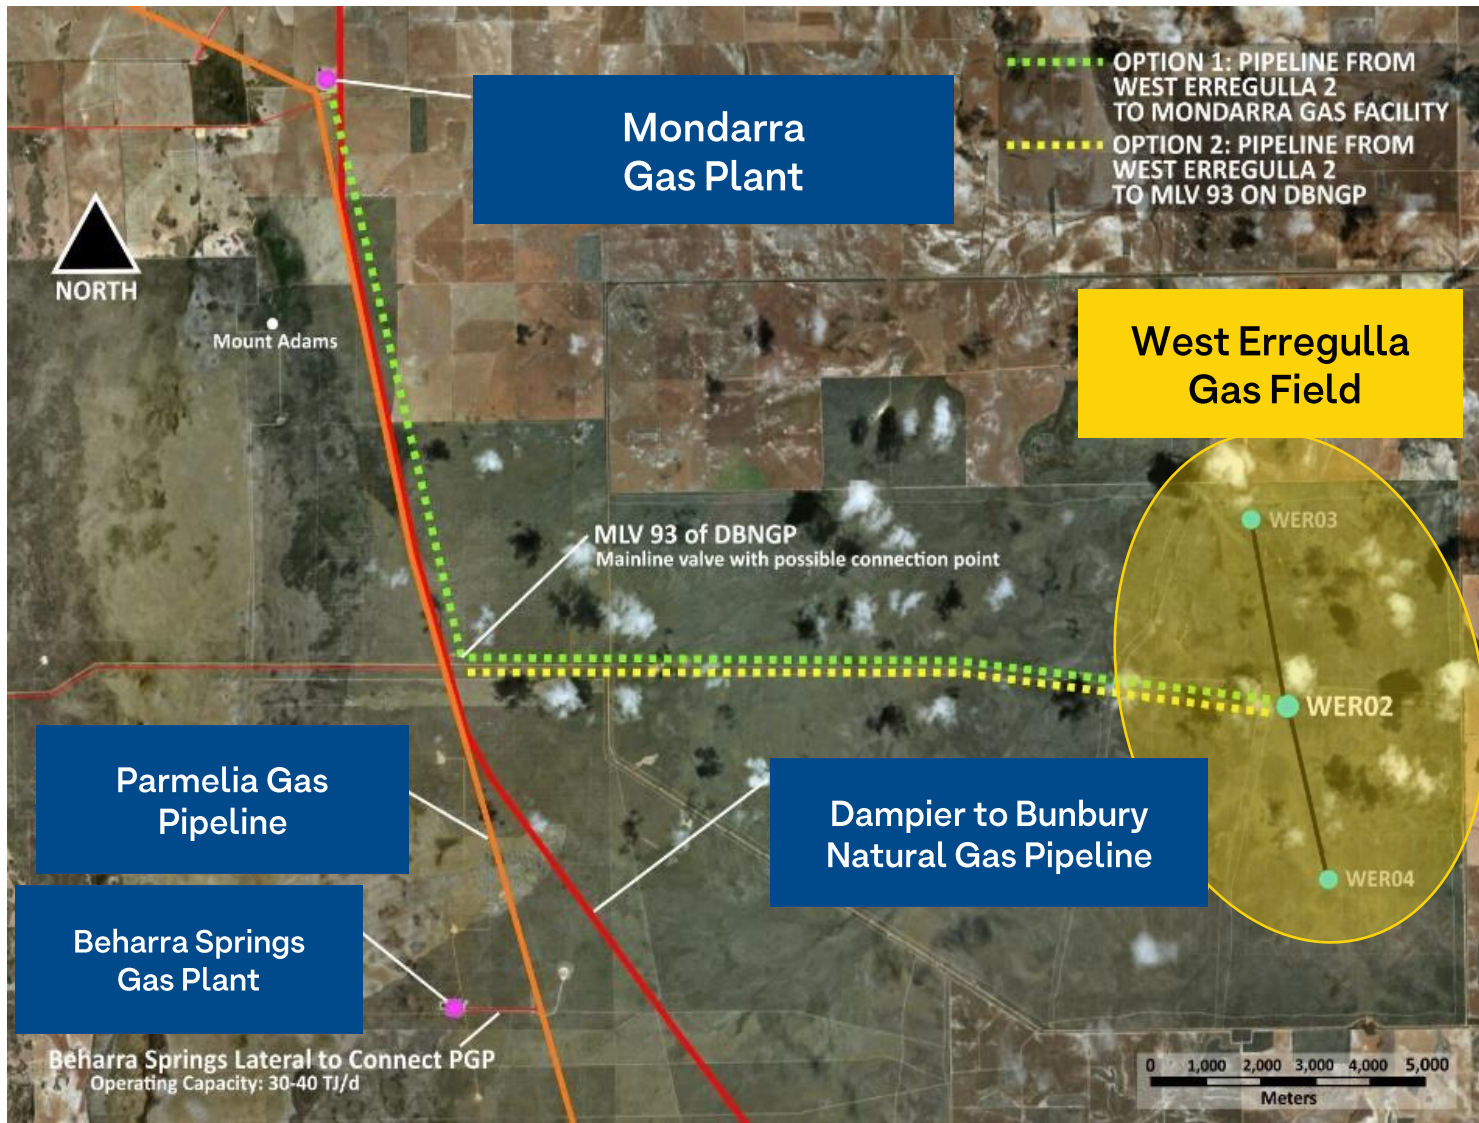 OPTION 1: PIPELINE FROM
WEST ERREGULLA 2
TO MONDARRA GAS FACILITY
OPTION 2: PIPELINE FROM
WEST ERREGULLA 2
TO MLV 93 ON DBNGP
Mondarra
Gas Plant
NORTH
Mount Adams
West Erregulla
Gas Field
MLV 93 of DBNGP
Mainline valve with possible connection point
WER03
WER02
WER04
Parmelia Gas
Pipeline
Dampier to Bunbury
Natural Gas Pipeline
Beharra Springs
Gas Plant
Beharra Springs Lateral to Connect PGP
Operating Capacity: 30-40 TJ/d
0 1,000 2,000 3,000 4,000 5,000
Meters